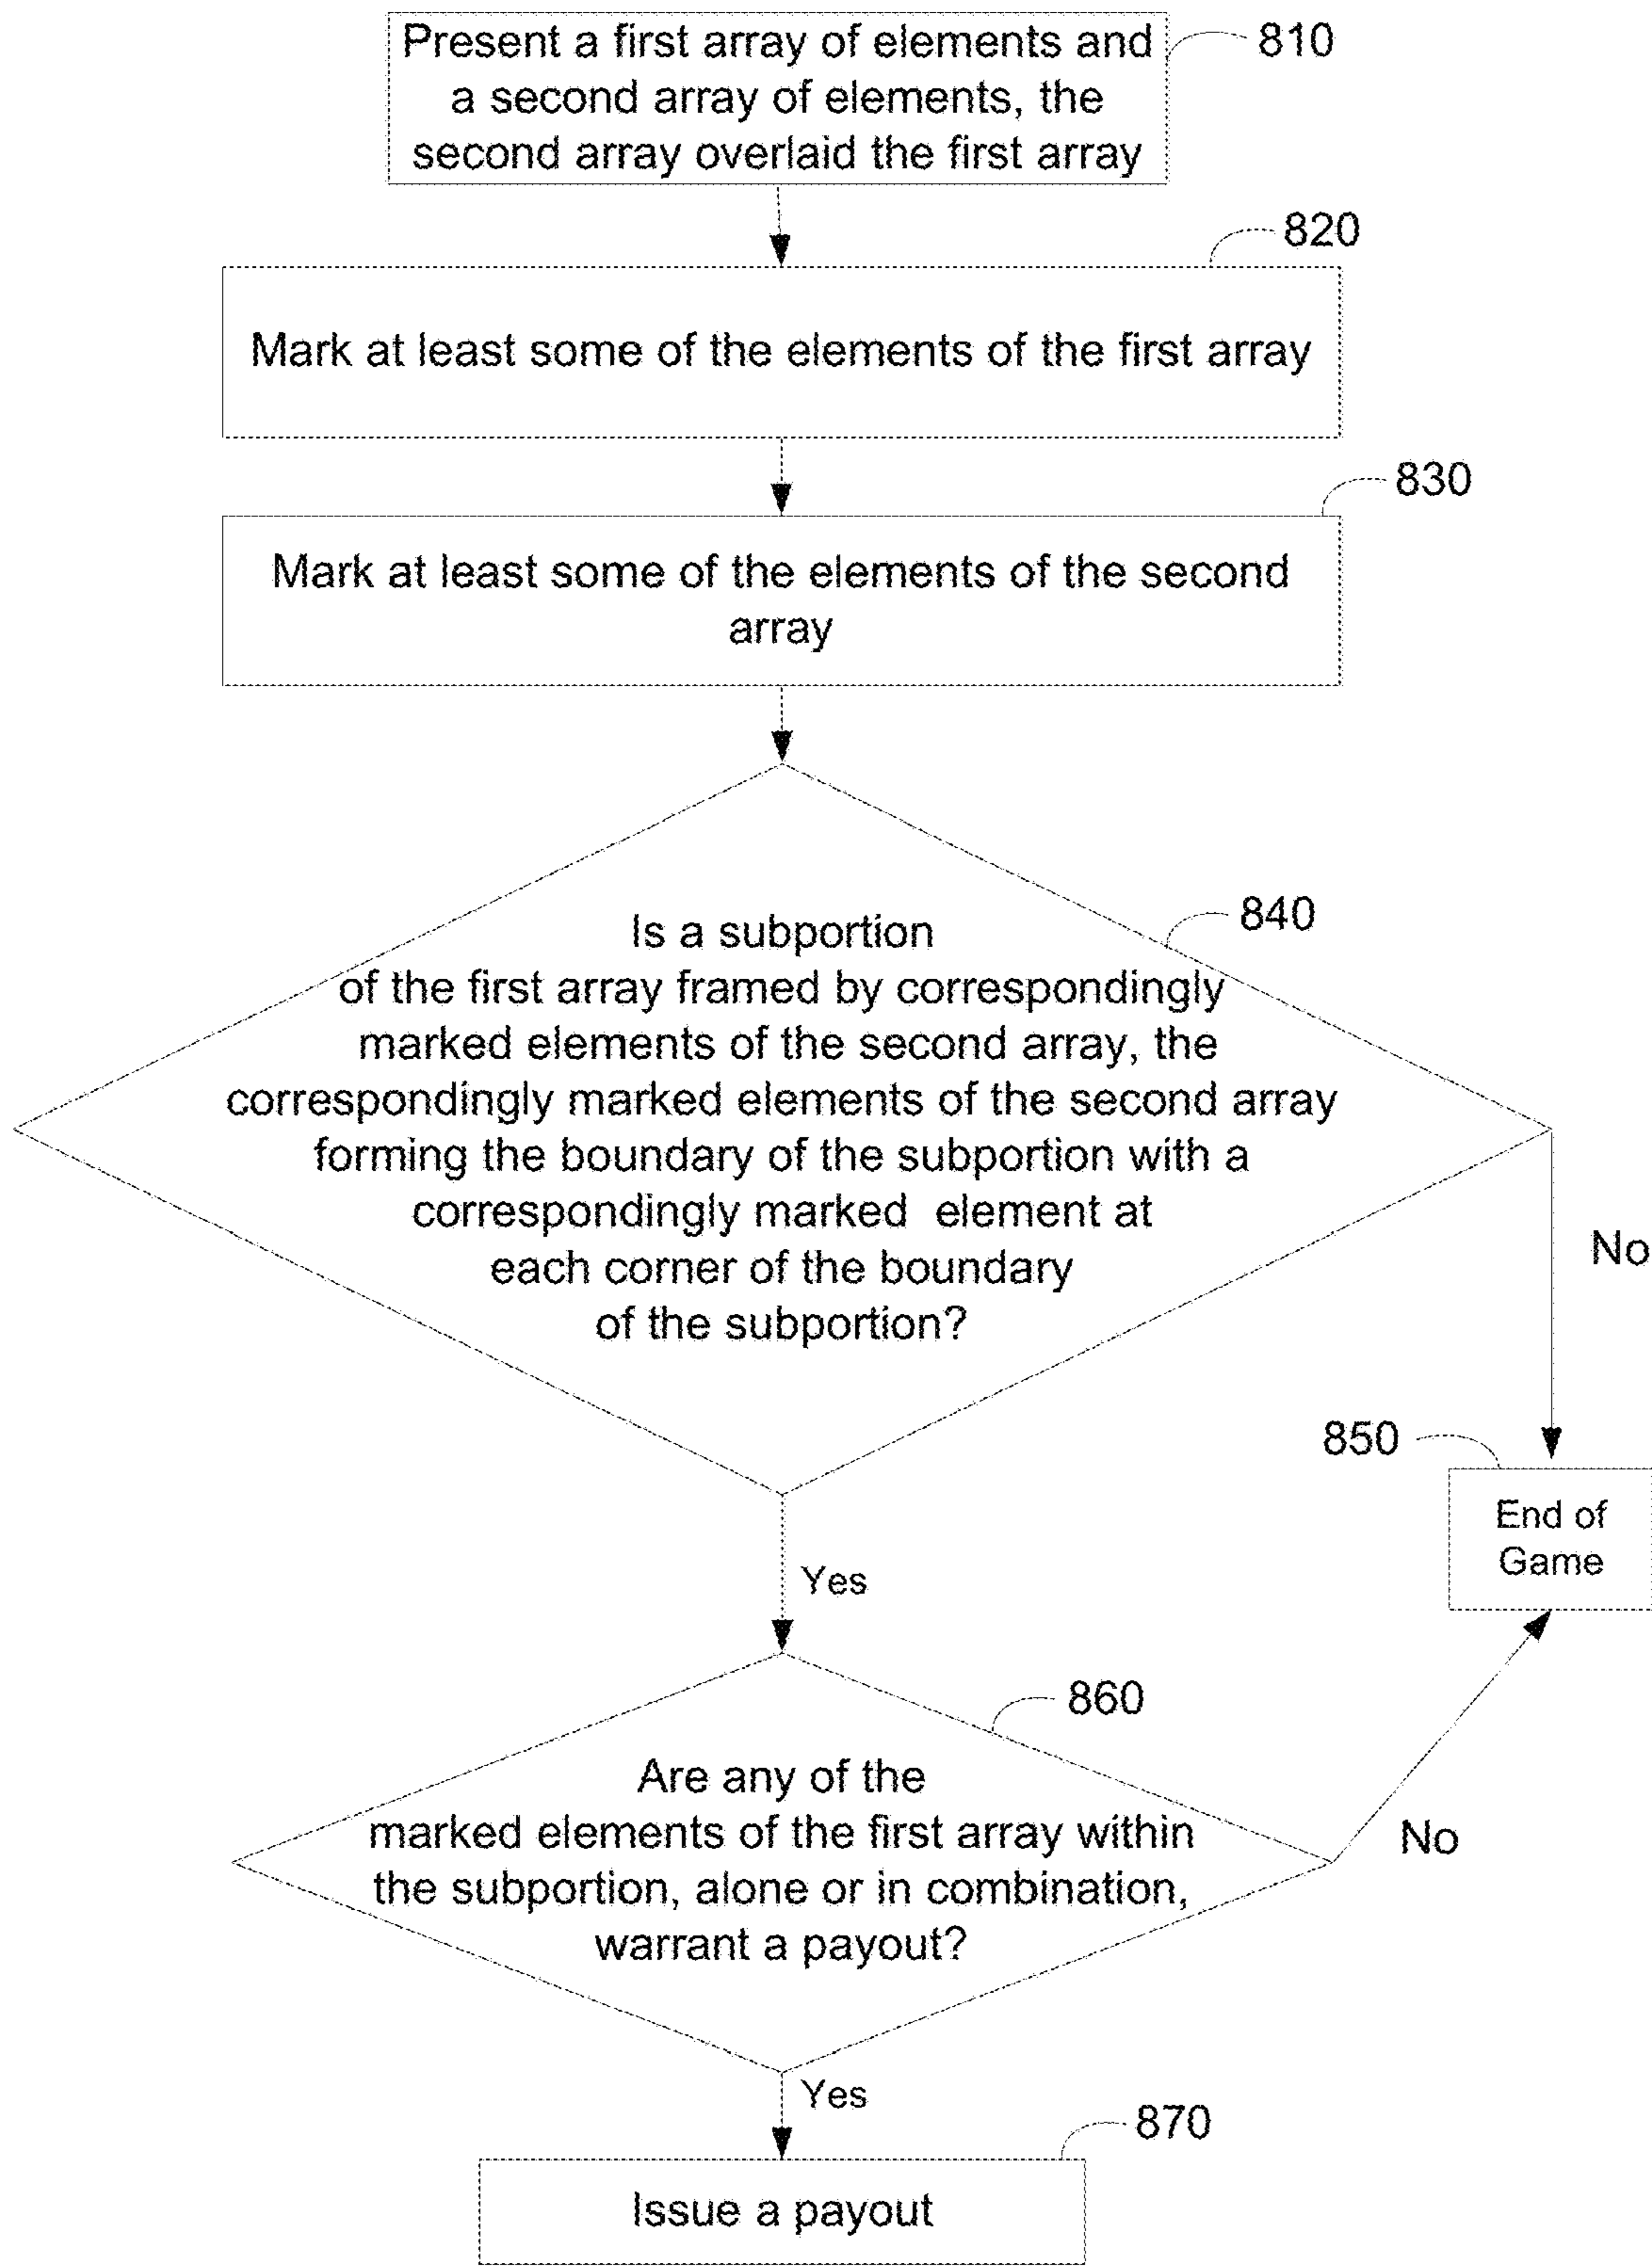 Present a first array of elements and
a second array of elements, the
second array overlaid the first array
810
820
Mark at least some of the elements of the first array
830
Mark at least some of the elements of the second
array
840
Is a subportion
of the first array framed by correspondingly
marked elements of the second array, the
correspondingly marked elements of the second array
forming the boundary of the subportion with a
correspondingly marked element at
each corner of the boundary
of the subportion?
No
850
End of
Game
Yes
860
Are any of the
marked elements of the first array within
the subportion, alone or in combination,
warrant a payout?
No
Yes
870
Issue a payout